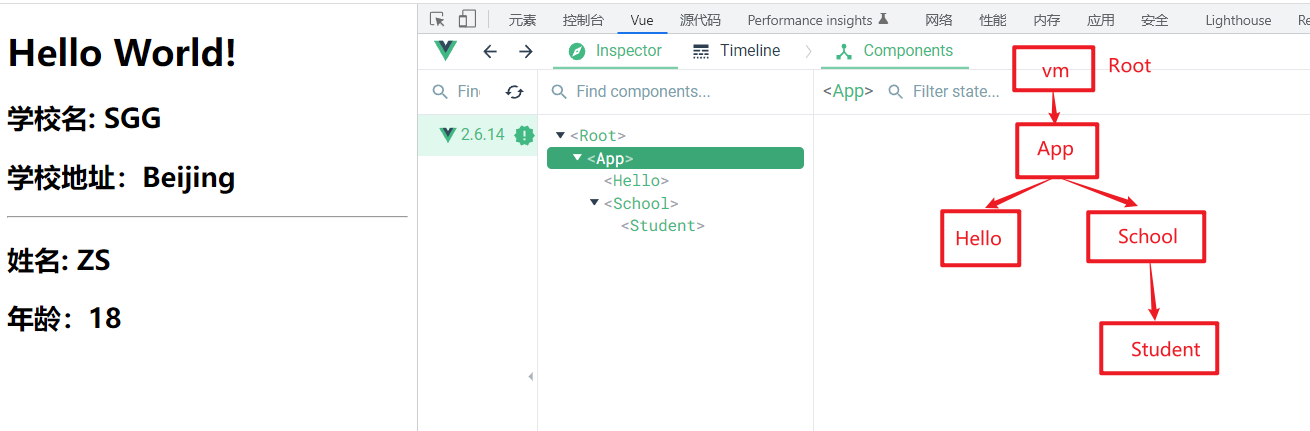 Hello World!
学校名: SGG
学校地址：Beijing
姓名: ZS
年龄：18
元素 控制台 Vue 源代码 Performance insights 网络 性能 内存 应用 安全 Lighthouse Re
Inspector Timeline Components
Find Find components... <App> Filter state...
2.6.14
<Root>
<App>
<Hello>
<School>
<Student>
vm Root
App
Hello School
Student